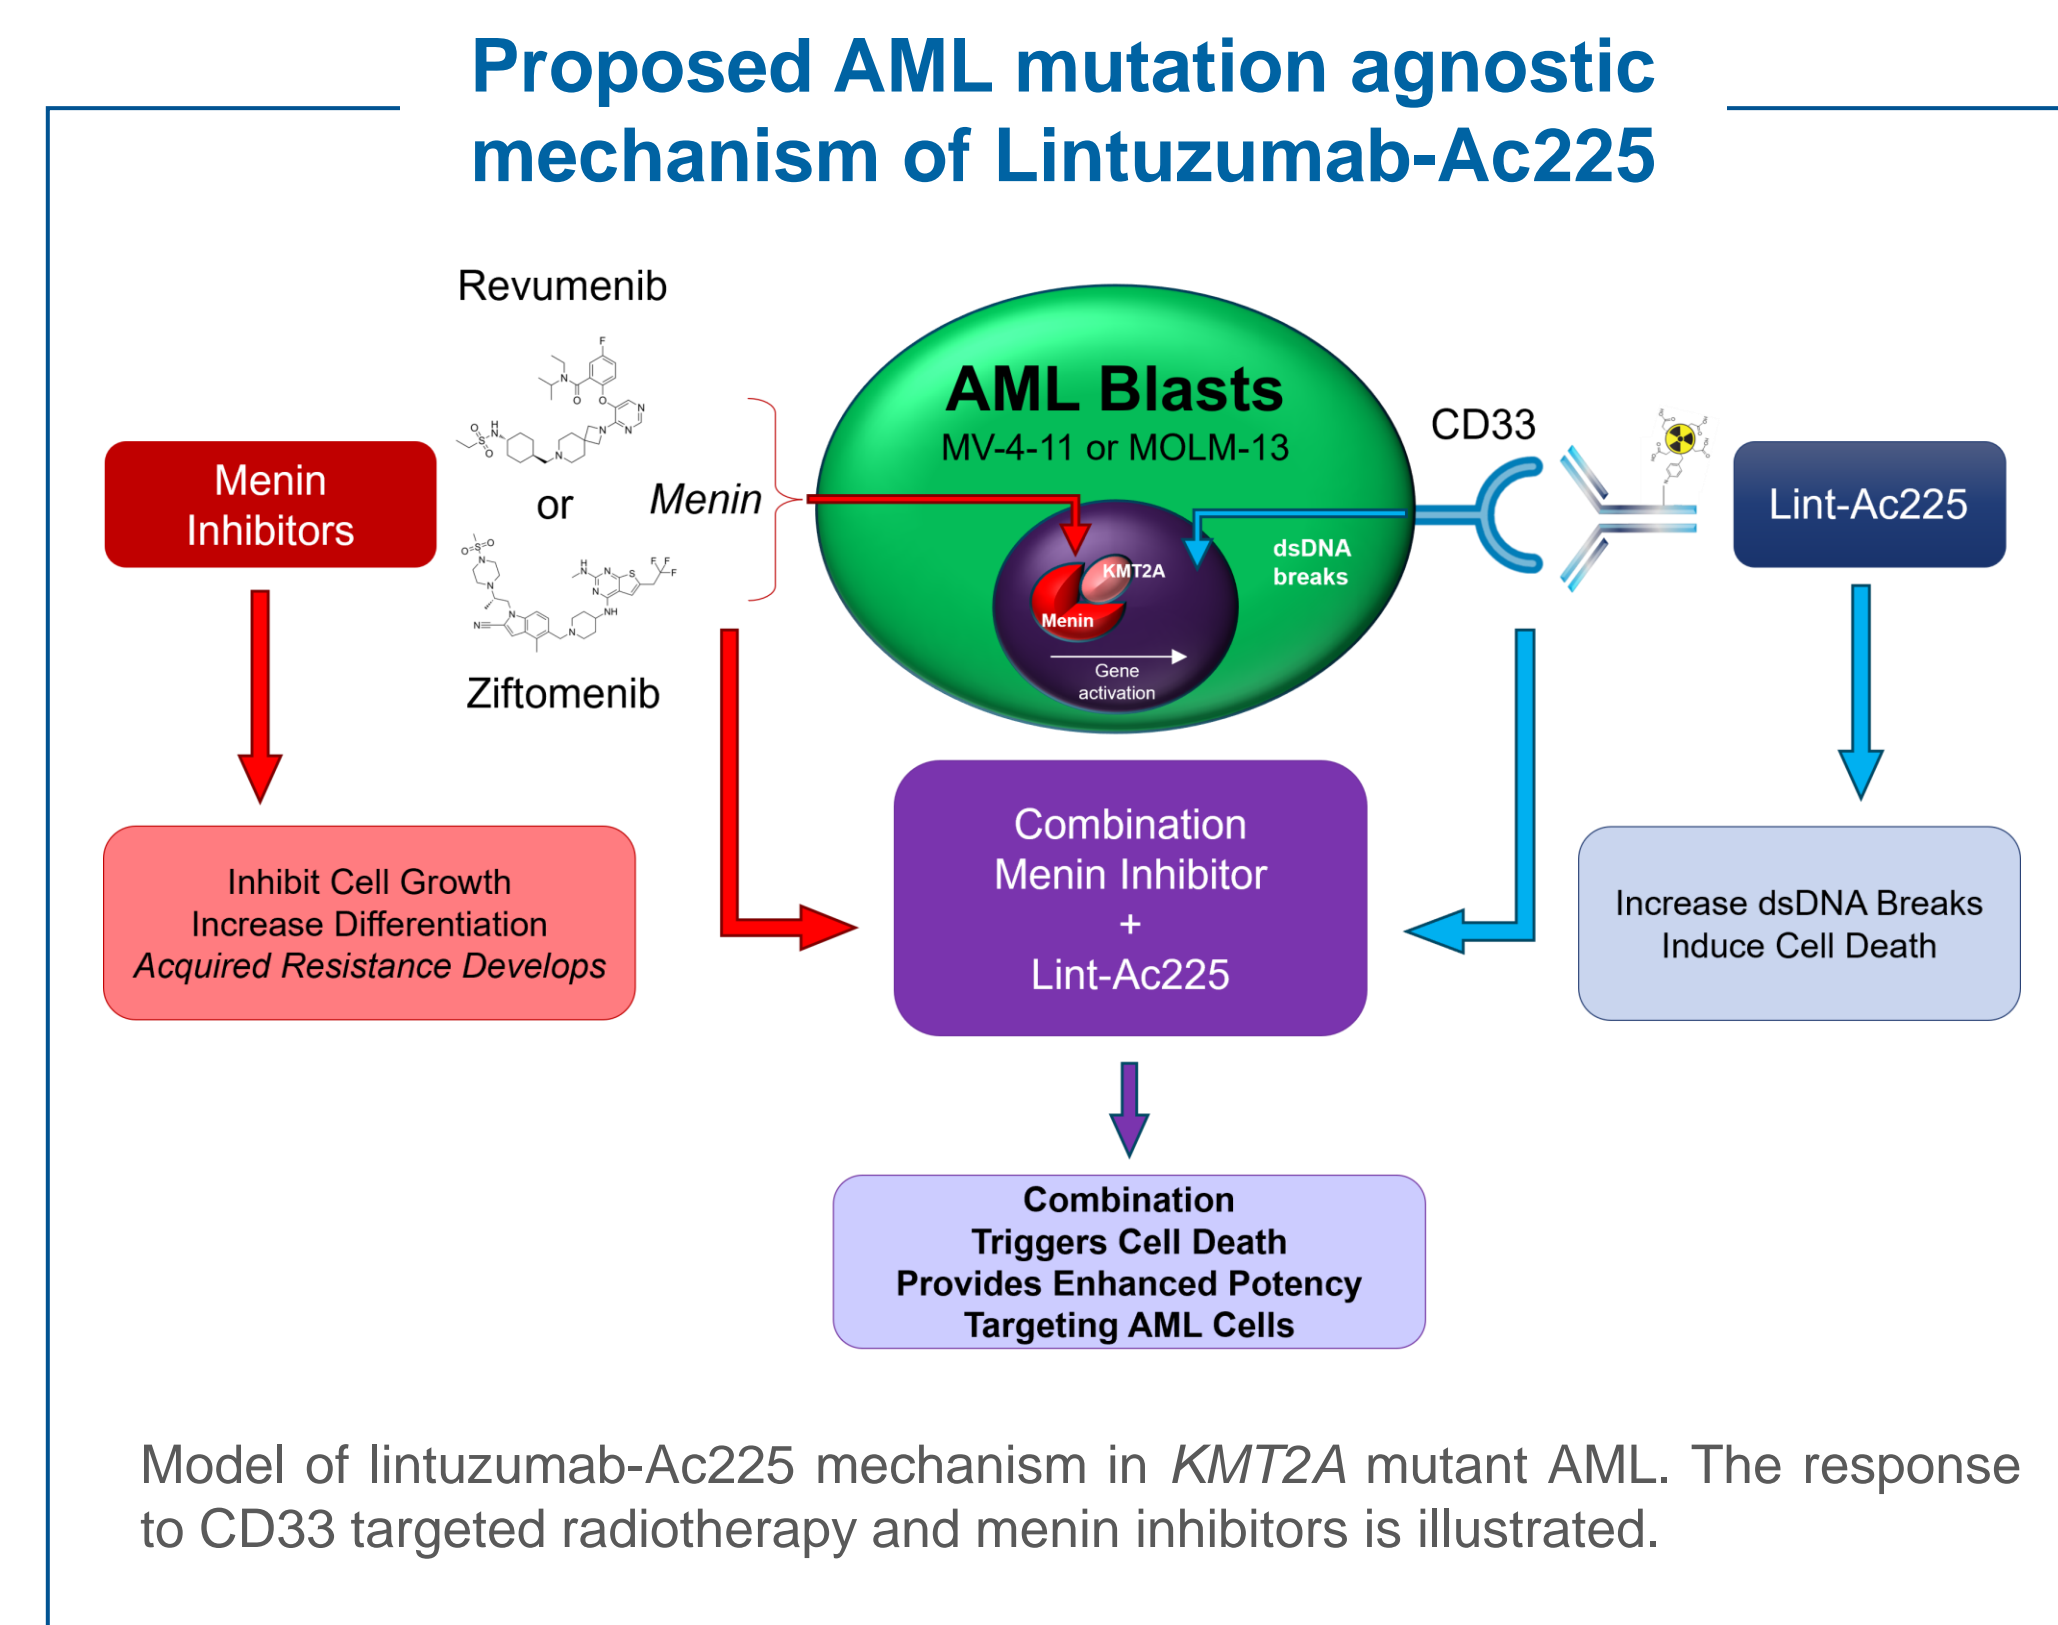 Proposed AML mutation agnostic
mechanism of Lintuzumab-Ac225
Revumenib
or
Ziftomenib
Menin
Menin
Inhibitors
AML Blasts
MV-4-11 or MOLM-13
KMT2A
Menin
Gene
activation
dsDNA
breaks
CD33
Lint-Ac225
Inhibit Cell Growth
Increase Differentiation
Acquired Resistance Develops
Combination
Menin Inhibitor
+
Lint-Ac225
Increase dsDNA Breaks
Induce Cell Death
Combination
Triggers Cell Death
Provides Enhanced Potency
Targeting AML Cells
Model of lintuzumab-Ac225 mechanism in KMT2A mutant AML. The response
to CD33 targeted radiotherapy and menin inhibitors is illustrated.